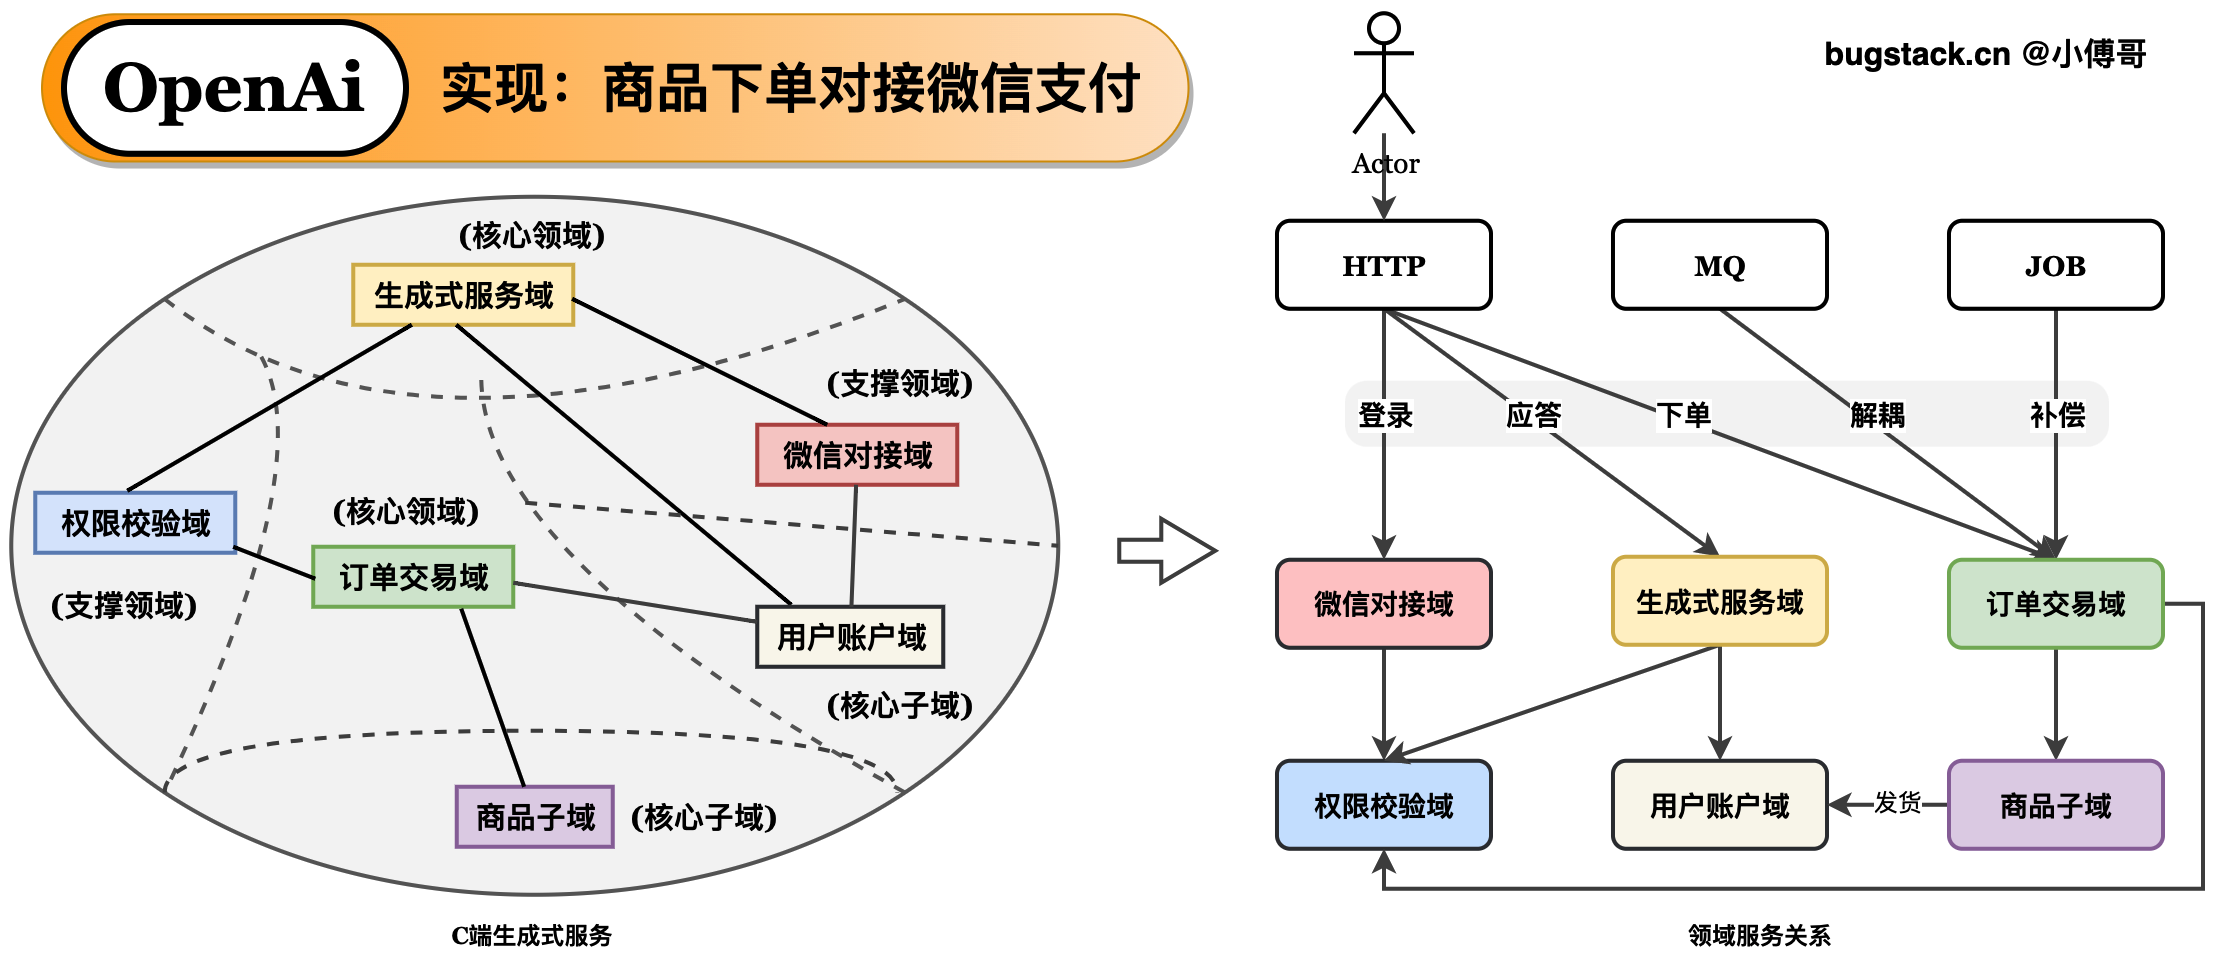 OpenAi
实现：商品下单对接微信支付
bugstack.cn @小傅哥
(核心领域)
生成式服务域
(支撑领域)
微信对接域
权限校验域
(核心领域)
订单交易域
(支撑领域)
用户账户域
(核心子域)
商品子域
(核心子域)
C端生成式服务
Actor
HTTP
MQ
JOB
登录
应答
下单
解耦
补偿
微信对接域
生成式服务域
订单交易域
权限校验域
用户账户域
发货
商品子域
领域服务关系